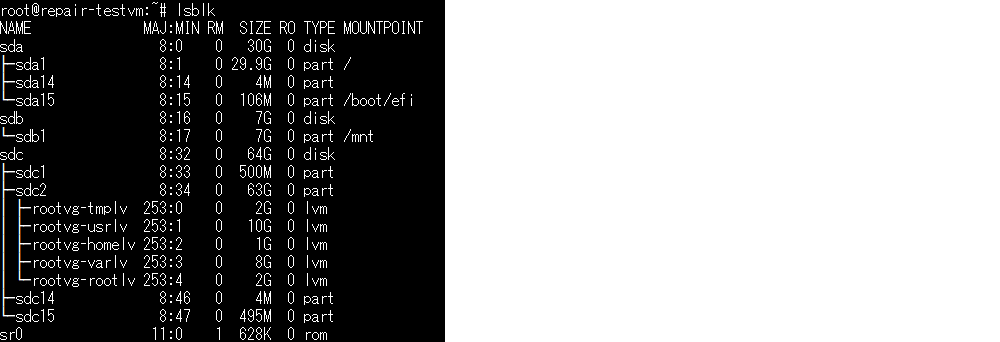 root@repair-testvm:~# lsblk
NAME              MAJ:MIN RM  SIZE RO TYPE MOUNTPOINT
sda                 8:0    0   30G  0 disk
├─sda1              8:1    0 29.9G  0 part /
├─sda14             8:14   0    4M  0 part
└─sda15             8:15   0  106M  0 part /boot/efi
sdb                 8:16   0    7G  0 disk
└─sdb1              8:17   0    7G  0 part /mnt
sdc                 8:32   0   64G  0 disk
├─sdc1              8:33   0  500M  0 part
├─sdc2              8:34   0   63G  0 part
│ ├─rootvg-tmplv  253:0    0    2G  0 lvm
│ ├─rootvg-usrlv  253:1    0   10G  0 lvm
│ ├─rootvg-homelv 253:2    0    1G  0 lvm
│ ├─rootvg-varlv  253:3    0    8G  0 lvm
│ └─rootvg-rootlv 253:4    0    2G  0 lvm
├─sdc14             8:46   0    4M  0 part
└─sdc15             8:47   0  495M  0 part
sr0                11:0    1  628K  0 rom